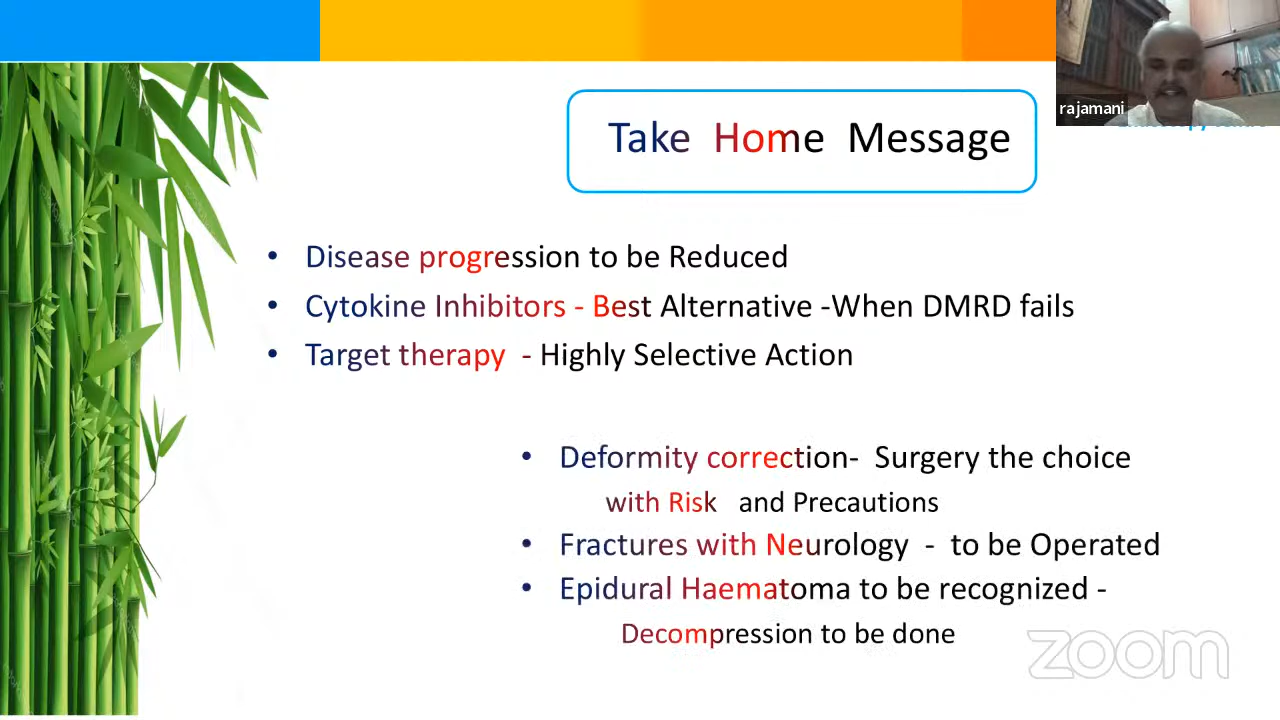 rajamani
Take Home Message
• Disease progression to be Reduced
• Cytokine Inhibitors - Best Alternative -When DMRD fails
• Target therapy - Highly Selective Action
• Deformity correction- Surgery the choice
with Risk and Precautions
• Fractures with Neurology - to be Operated
• Epidural Haematoma to be recognized -
Decompression to be done
zoom